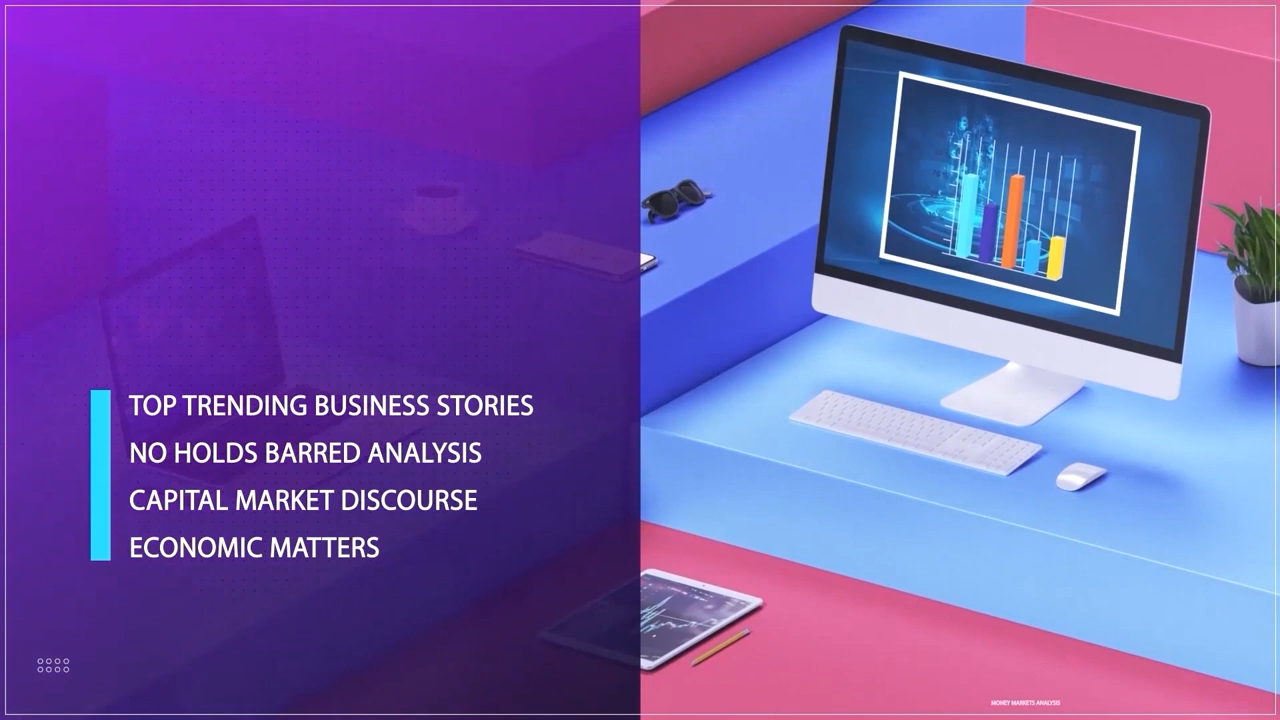 TOP TRENDING BUSINESS STORIES
NO HOLDS BARRED ANALYSIS
CAPITAL MARKET DISCOURSE
ECONOMIC MATTERS
MONEY MARKETS ANALYSIS